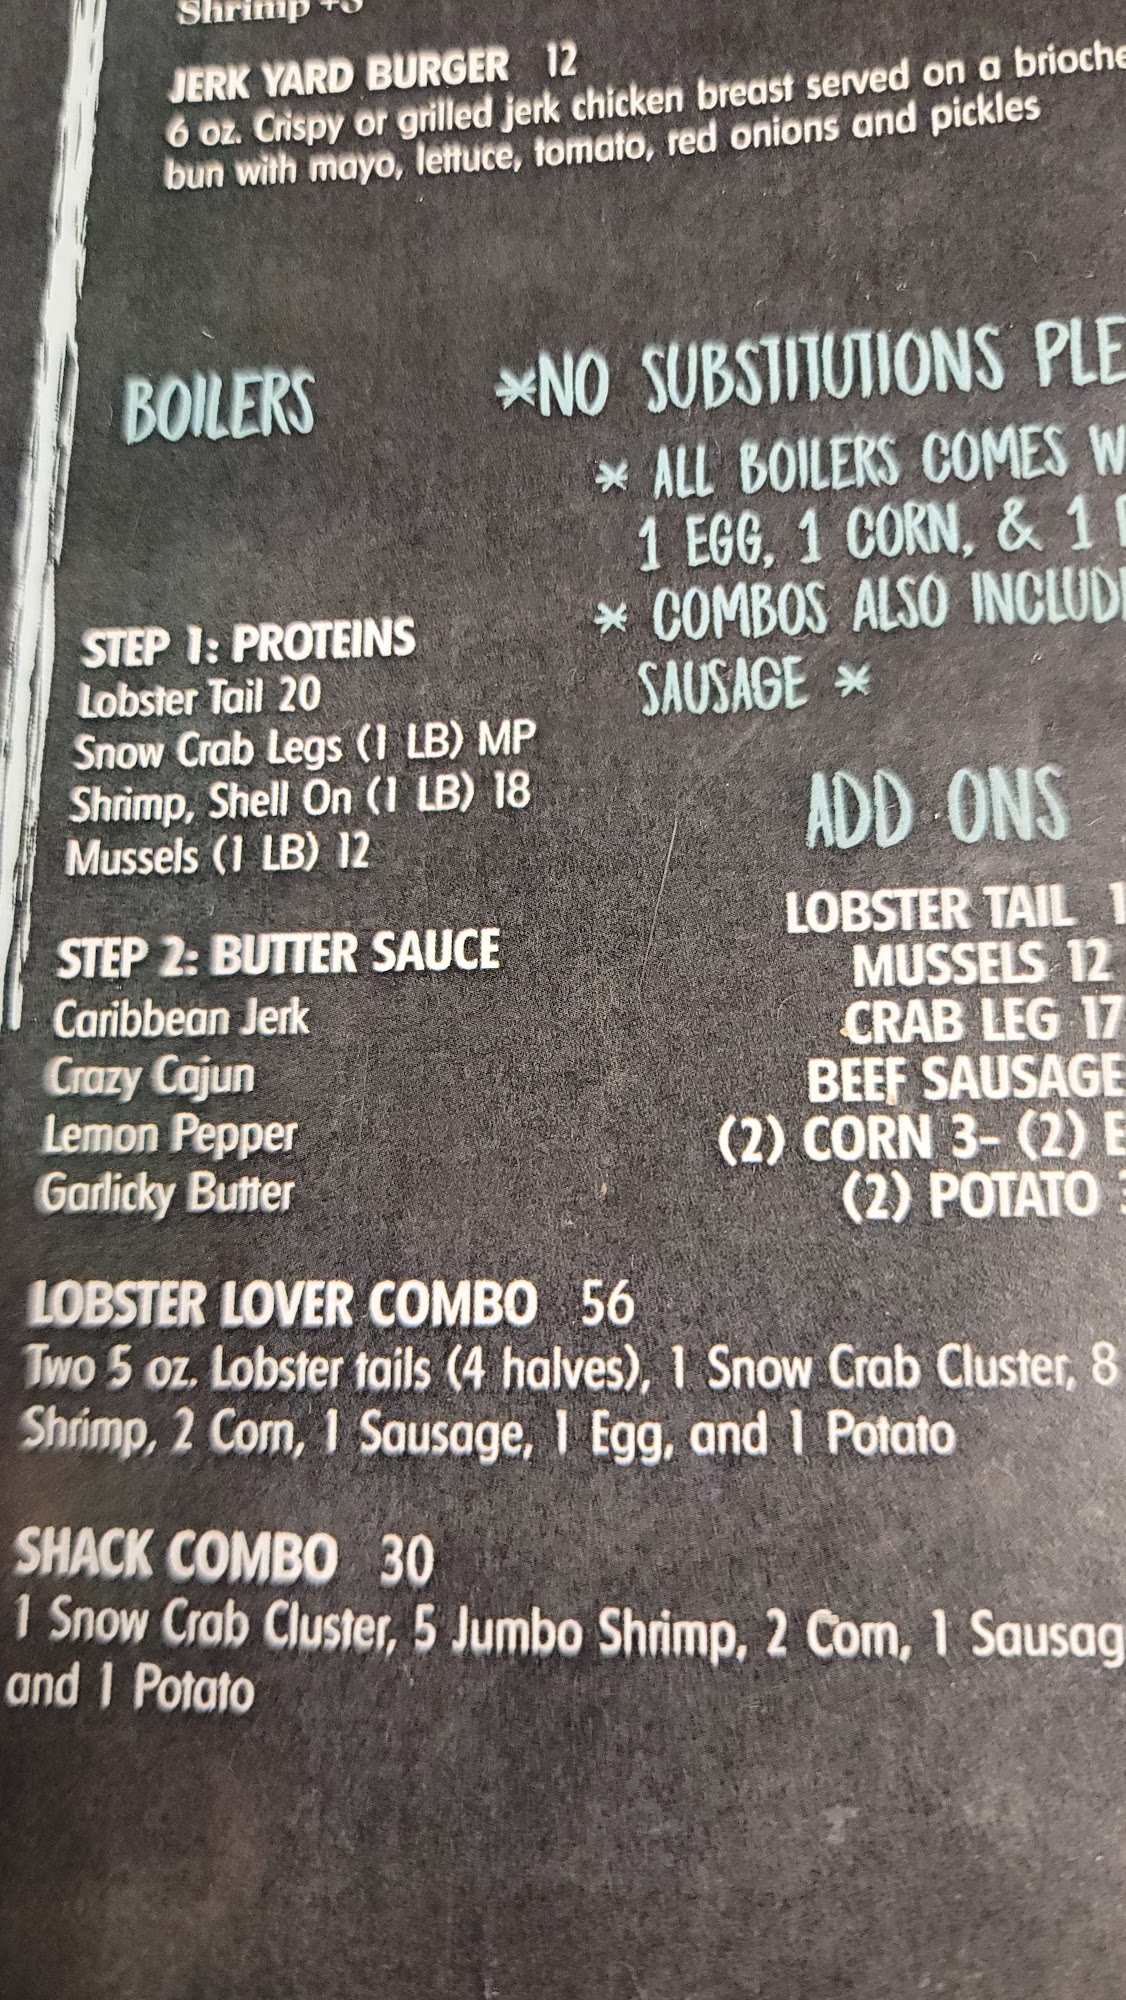 Shrimp +3
JERK YARD BURGER 12
6 oz. Crispy or grilled jerk chicken breast served on a brioche
bun with mayo, lettuce, tomato, red onions and pickles
BOILERS
*NO SUBSTITUTIONS PLE
* ALL BOILERS COMES W
1 EGG, 1 CORN, & 1
* COMBOS ALSO INCLUD
SAUSAGE *
STEP 1: PROTEINS
Lobster Tail 20
Snow Crab Legs (1 LB) MP
Shrimp, Shell On (1 LB) 18
Mussels (1 LB) 12
STEP 2: BUTTER SAUCE
Caribbean Jerk
Crazy Cajun
Lemon Pepper
Garlicky Butter
ADD ONS
LOBSTER TAIL 1
MUSSELS 12
CRAB LEG 17
BEEF SAUSAGE
(2) CORN 3- (2) E
(2) POTATO
LOBSTER LOVER COMBO 56
Two 5 oz. Lobster tails (4 halves), 1 Snow Crab Cluster, 8
Shrimp, 2 Corn, 1 Sausage, 1 Egg, and 1 Potato
SHACK COMBO 30
1 Snow Crab Cluster, 5 Jumbo Shrimp, 2 Corn, 1 Sausag
and 1 Potato